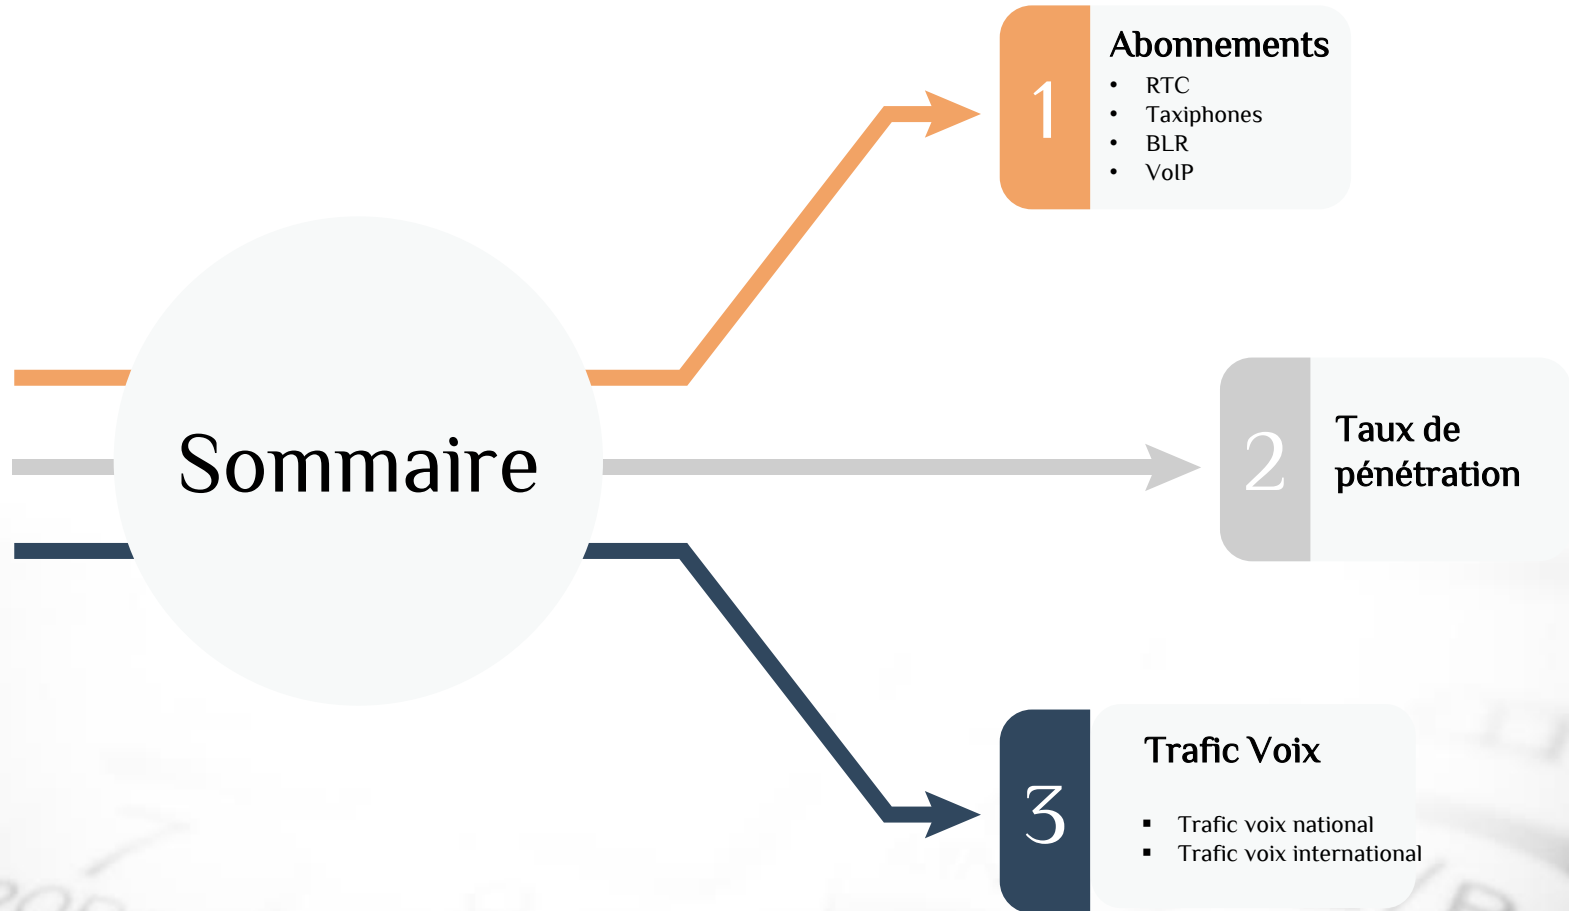 Sommaire
1
Abonnements
• RTC
• Taxiphones
• BLR
• VoIP
2
Taux de
pénétration
3
Trafic Voix
▪ Trafic voix national
▪ Trafic voix international